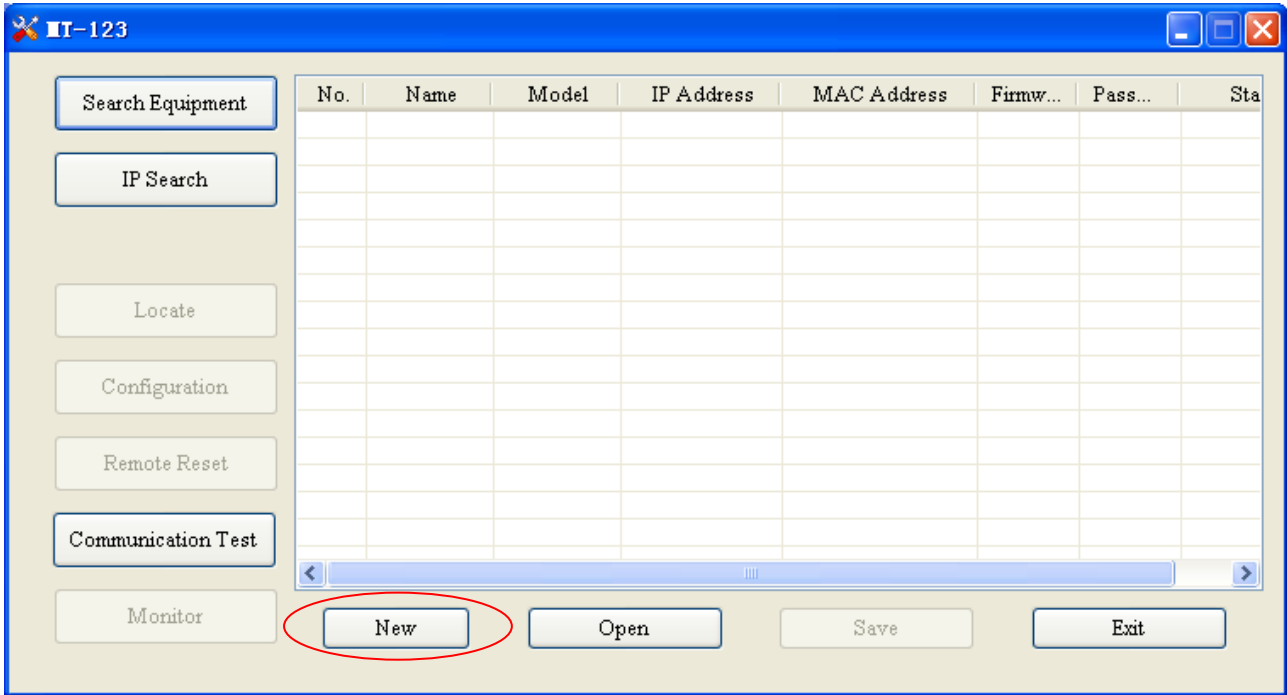 MT-123
Search Equipment
IP Search
Locate
Configuration
Remote Reset
Communication Test
Monitor
No. Name Model IP Address MAC Address Firmw... Pass... Sta
New Open Save Exit